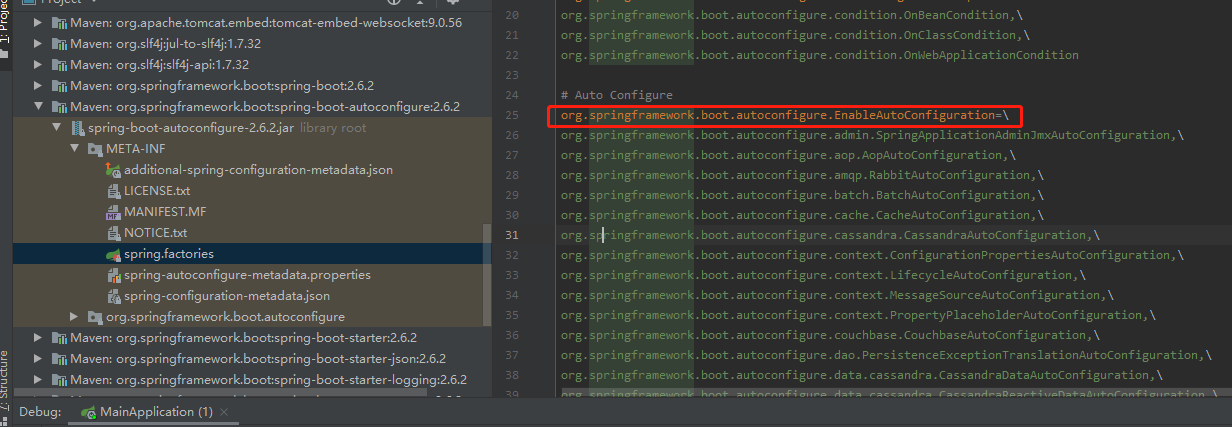 Project
1: Project
Maven: org.apache.tomcat.embed:tomcat-embed-websocket:9.0.56
Maven: org.slf4j:jul-to-slf4j:1.7.32
Maven: org.slf4j:slf4j-api:1.7.32
Maven: org.springframework.boot:spring-boot:2.6.2
Maven: org.springframework.boot:spring-boot-autoconfigure:2.6.2
spring-boot-autoconfigure-2.6.2.jar library root
META-INF
additional-spring-configuration-metadata.json
LICENSE.txt
MF MANIFEST.MF
NOTICE.txt
spring.factories
spring-autoconfigure-metadata.properties
spring-configuration-metadata.json
org.springframework.boot.autoconfigure
Maven: org.springframework.boot:spring-boot-starter:2.6.2
Maven: org.springframework.boot:spring-boot-starter-json:2.6.2
Maven: org.springframework.boot:spring-boot-starter-logging:2.6.2
20 org.springframework.boot.autoconfigure.condition.OnBeanCondition,\
21 org.springframework.boot.autoconfigure.condition.OnClassCondition,\
22 org.springframework.boot.autoconfigure.condition.OnWebApplicationCondition
23
24 # Auto Configure
25 org.springframework.boot.autoconfigure.EnableAutoConfiguration=\
26 org.springframework.boot.autoconfigure.admin.SpringApplicationAdminJmxAutoConfiguration,\
27 org.springframework.boot.autoconfigure.aop.AopAutoConfiguration,\
28 org.springframework.boot.autoconfigure.amqp.RabbitAutoConfiguration,\
29 org.springframework.boot.autoconfigure.batch.BatchAutoConfiguration,\
30 org.springframework.boot.autoconfigure.cache.CacheAutoConfiguration,\
31 org.springframework.boot.autoconfigure.cassandra.CassandraAutoConfiguration,\
32 org.springframework.boot.autoconfigure.context.ConfigurationPropertiesAutoConfiguration,\
33 org.springframework.boot.autoconfigure.context.LifecycleAutoConfiguration,\
34 org.springframework.boot.autoconfigure.context.MessageSourceAutoConfiguration,\
35 org.springframework.boot.autoconfigure.context.PropertyPlaceholderAutoConfiguration,\
36 org.springframework.boot.autoconfigure.couchbase.CouchbaseAutoConfiguration,\
37 org.springframework.boot.autoconfigure.dao.PersistenceExceptionTranslationAutoConfiguration,\
38 org.springframework.boot.autoconfigure.data.cassandra.CassandraDataAutoConfiguration,\
39 org.springframework.boot.autoconfigure.data.cassandra.CassandraReactiveDataAutoConfiguration,\
7: Structure
Debug: MainApplication (1)